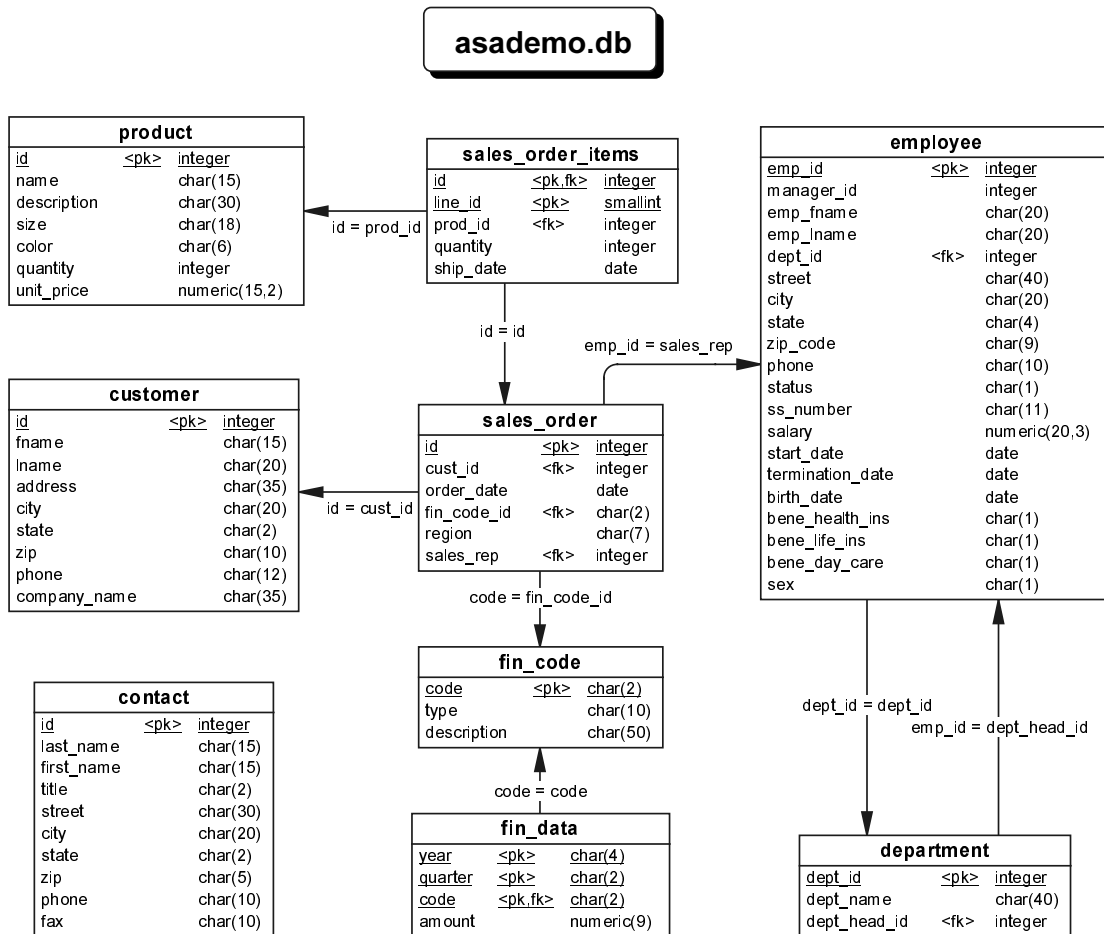 asademo.db
product
id <pk> integer
name char(15)
description char(30)
size char(18)
color char(6)
quantity integer
unit_price numeric(15,2)
id = prod_id
sales_order_items
id <pk,fk> integer
line_id <pk> smallint
prod_id <fk> integer
quantity integer
ship_date date
id = id
emp_id = sales_rep
employee
emp_id <pk> integer
manager_id integer
emp_fname char(20)
emp_lname char(20)
dept_id <fk> integer
street char(40)
city char(20)
state char(4)
zip_code char(9)
phone char(10)
status char(1)
ss_number char(11)
salary numeric(20,3)
start_date date
termination_date date
birth_date date
bene_health_ins char(1)
bene_life_ins char(1)
bene_day_care char(1)
sex char(1)
customer
id <pk> integer
fname char(15)
lname char(20)
address char(35)
city char(20)
state char(2)
zip char(10)
phone char(12)
company_name char(35)
id = cust_id
sales_order
id <pk> integer
cust_id <fk> integer
order_date date
fin_code_id <fk> char(2)
region char(7)
sales_rep <fk> integer
code = fin_code_id
fin_code
code <pk> char(2)
type char(10)
description char(50)
code = code
contact
id <pk> integer
last_name char(15)
first_name char(15)
title char(2)
street char(30)
city char(20)
state char(2)
zip char(5)
phone char(10)
fax char(10)
fin_data
year <pk> char(4)
quarter <pk> char(2)
code <pk,fk> char(2)
amount numeric(9)
dept_id = dept_id
emp_id = dept_head_id
department
dept_id <pk> integer
dept_name char(40)
dept_head_id <fk> integer